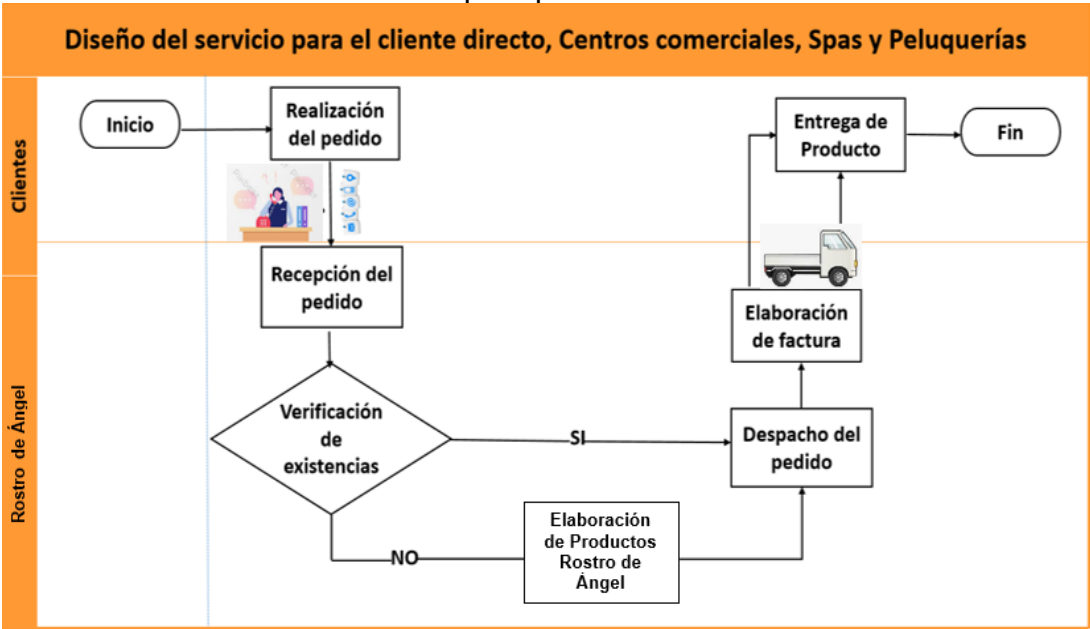 Diseño del servicio para el cliente directo, Centros comerciales, Spas y Peluquerías
Clientes
Inicio
Realización
del pedido
Entrega de
Producto
Fin
Rostro de Ángel
Recepción del
pedido
Elaboración
de factura
Verificación
de
existencias
SI
Despacho del
pedido
NO
Elaboración
de Productos
Rostro de
Ángel